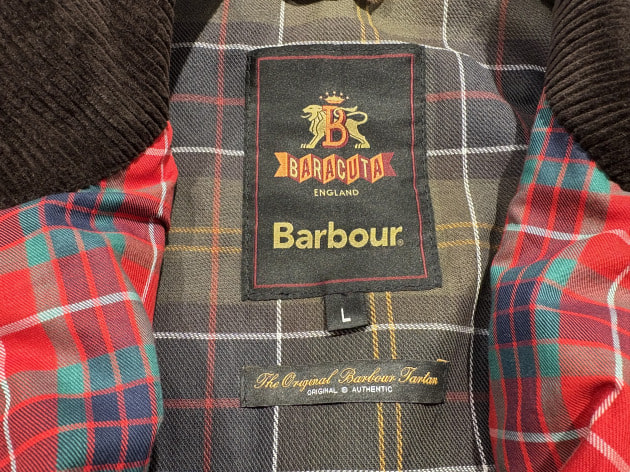 B
BARACUTA
ENGLAND
Barbour®
L
The Original Barbour Tartan
ORIGINAL & AUTHENTIC